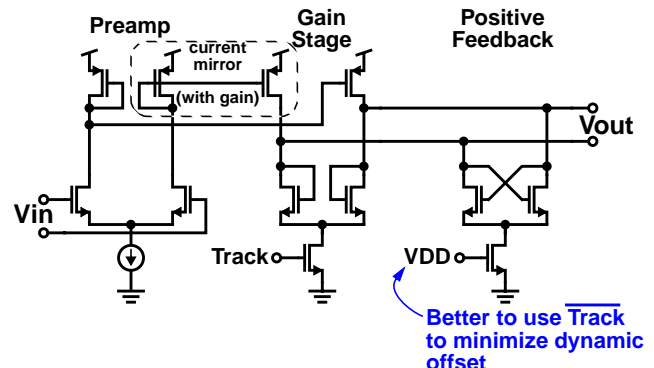 Preamp
Gain
Stage
Positive
Feedback
current
mirror
(with gain)
Vout
Vin
Track
VDD
Better to use Track
to minimize dynamic
offset